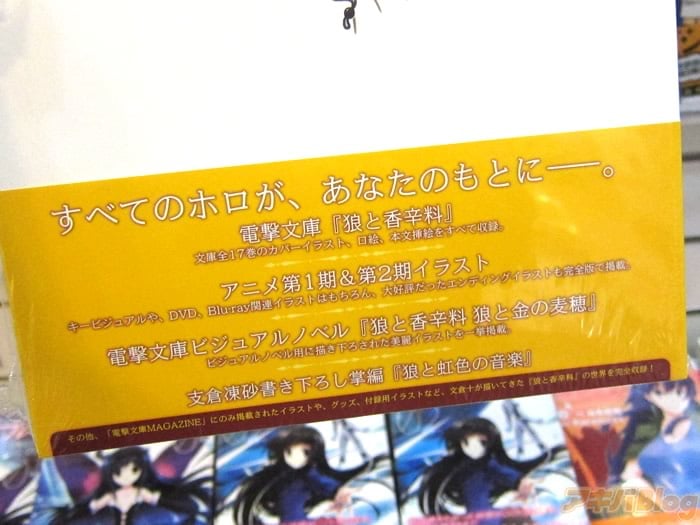 すべてのホロが、あなたのもとに――。
電撃文庫『狼と香辛料』
文庫全17巻のカバーイラスト、口絵、本文挿絵をすべて収録。
アニメ第1期＆第2期イラスト
キービジュアルや、DVD、Blu-ray関連イラストはもちろん、大好評だったエンディングイラストも完全版で掲載。
電撃文庫ビジュアルノベル『狼と香辛料 狼と金の麦穂』
ビジュアルノベル用に描き下ろされた美麗イラストを一挙掲載。
支倉凍砂書き下ろし掌編『狼と虹色の音楽』
その他、「電撃文庫MAGAZINE」にのみ掲載されたイラストや、グッズ、付録用イラストなど、文倉十が描いてきた『狼と香辛料』の世界を完全収録！
アキバBlog